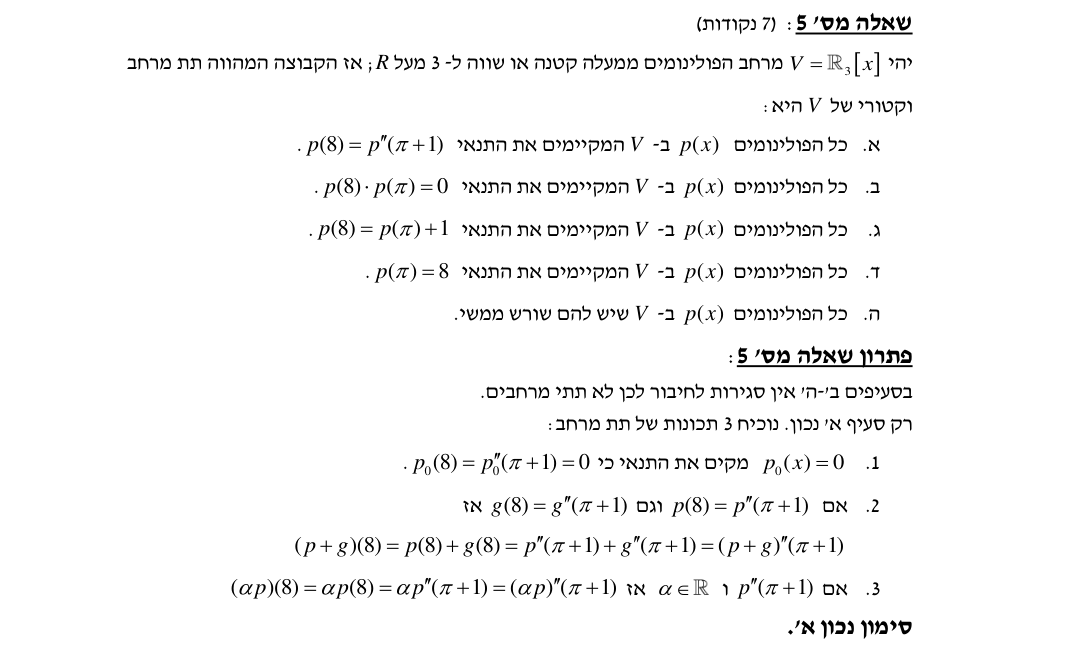 שאלה מס׳ 5 : (7 נקודות)
יהי V = ℝ₃[x] מרחב הפולינומים ממעלה קטנה או שווה ל- 3 מעל R ; אז הקבוצה המהווה תת מרחב
וקטורי של V היא :
א. כל הפולינומים p(x) ב- V המקיימים את התנאי p(8) = p″(π+1) .
ב. כל הפולינומים p(x) ב- V המקיימים את התנאי p(8)·p(π) = 0 .
ג. כל הפולינומים p(x) ב- V המקיימים את התנאי p(8) = p(π)+1 .
ד. כל הפולינומים p(x) ב- V המקיימים את התנאי p(π) = 8 .
ה. כל הפולינומים p(x) ב- V שיש להם שורש ממשי.
פתרון שאלה מס׳ 5 :
בסעיפים ב׳-ה׳ אין סגירות לחיבור לכן לא תתי מרחבים.
רק סעיף א׳ נכון. נוכיח 3 תכונות של תת מרחב :
1. p₀(x) = 0 מקים את התנאי כי p₀(8) = p₀″(π+1) = 0 .
2. אם p(8) = p″(π+1) וגם g(8) = g″(π+1) אז
(p+g)(8) = p(8)+g(8) = p″(π+1)+g″(π+1) = (p+g)″(π+1)
3. אם p″(π+1) ו α∈ℝ אז (αp)(8) = αp(8) = αp″(π+1) = (αp)″(π+1)
סימון נכון א׳.